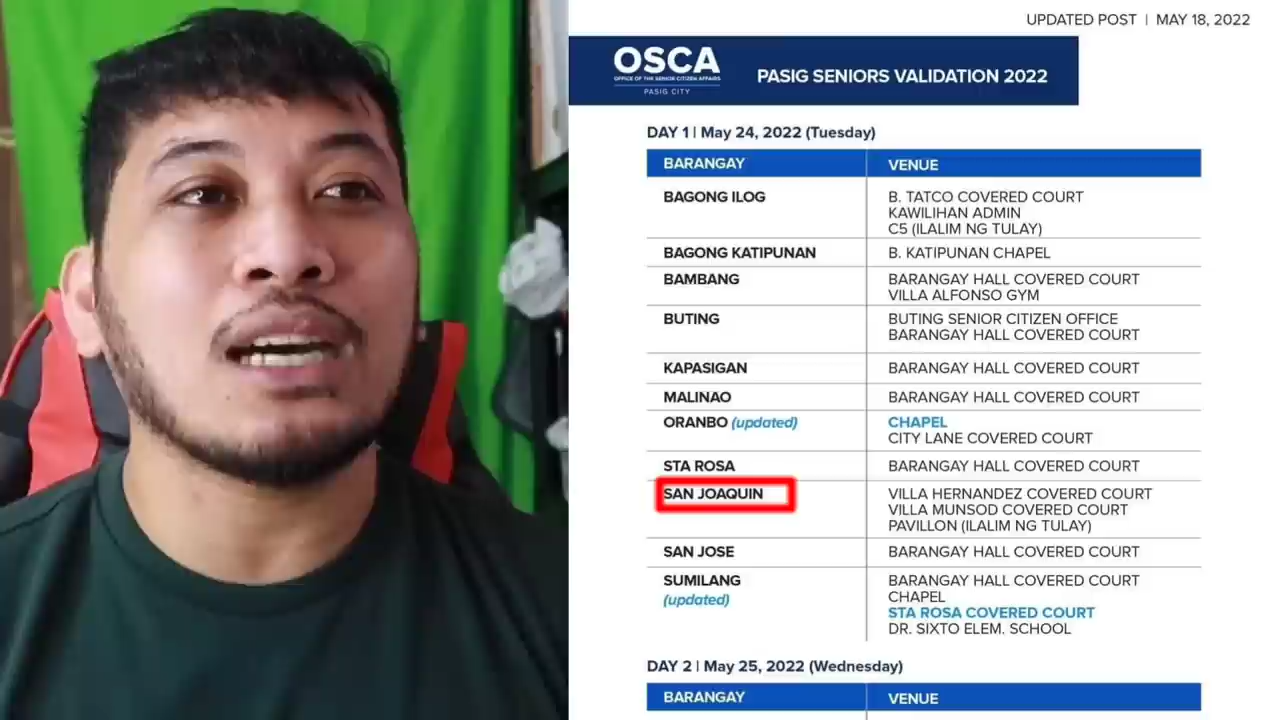 UPDATED POST | MAY 18, 2022
OSCA
OFFICE OF THE SENIOR CITIZEN AFFAIRS
PASIG CITY
PASIG SENIORS VALIDATION 2022
DAY 1 | May 24, 2022 (Tuesday)
BARANGAY VENUE
BAGONG ILOG B. TATCO COVERED COURT
KAWILIHAN ADMIN
C5 (ILALIM NG TULAY)
BAGONG KATIPUNAN B. KATIPUNAN CHAPEL
BAMBANG BARANGAY HALL COVERED COURT
VILLA ALFONSO GYM
BUTING BUTING SENIOR CITIZEN OFFICE
BARANGAY HALL COVERED COURT
KAPASIGAN BARANGAY HALL COVERED COURT
MALINAO BARANGAY HALL COVERED COURT
ORANBO (updated) CHAPEL
CITY LANE COVERED COURT
STA ROSA BARANGAY HALL COVERED COURT
SAN JOAQUIN VILLA HERNANDEZ COVERED COURT
VILLA MUNSOD COVERED COURT
PAVILLON (ILALIM NG TULAY)
SAN JOSE BARANGAY HALL COVERED COURT
SUMILANG BARANGAY HALL COVERED COURT
(updated) CHAPEL
STA ROSA COVERED COURT
DR. SIXTO ELEM. SCHOOL
DAY 2 | May 25, 2022 (Wednesday)
BARANGAY VENUE